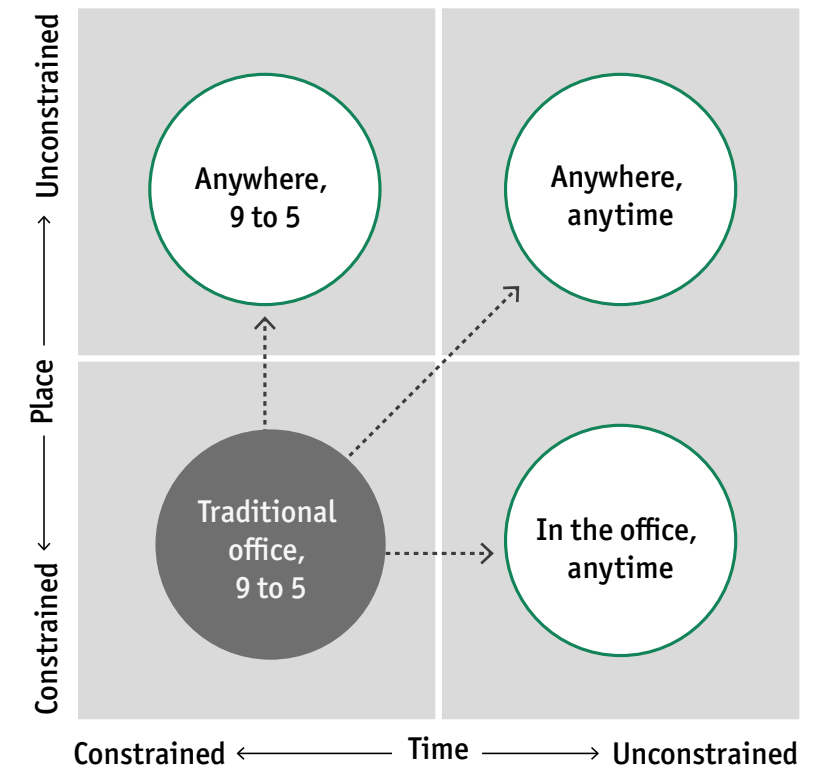 Unconstrained
Place
Constrained
Anywhere,
9 to 5
Anywhere,
anytime
Traditional
office,
9 to 5
In the office,
anytime
Constrained
Time
Unconstrained